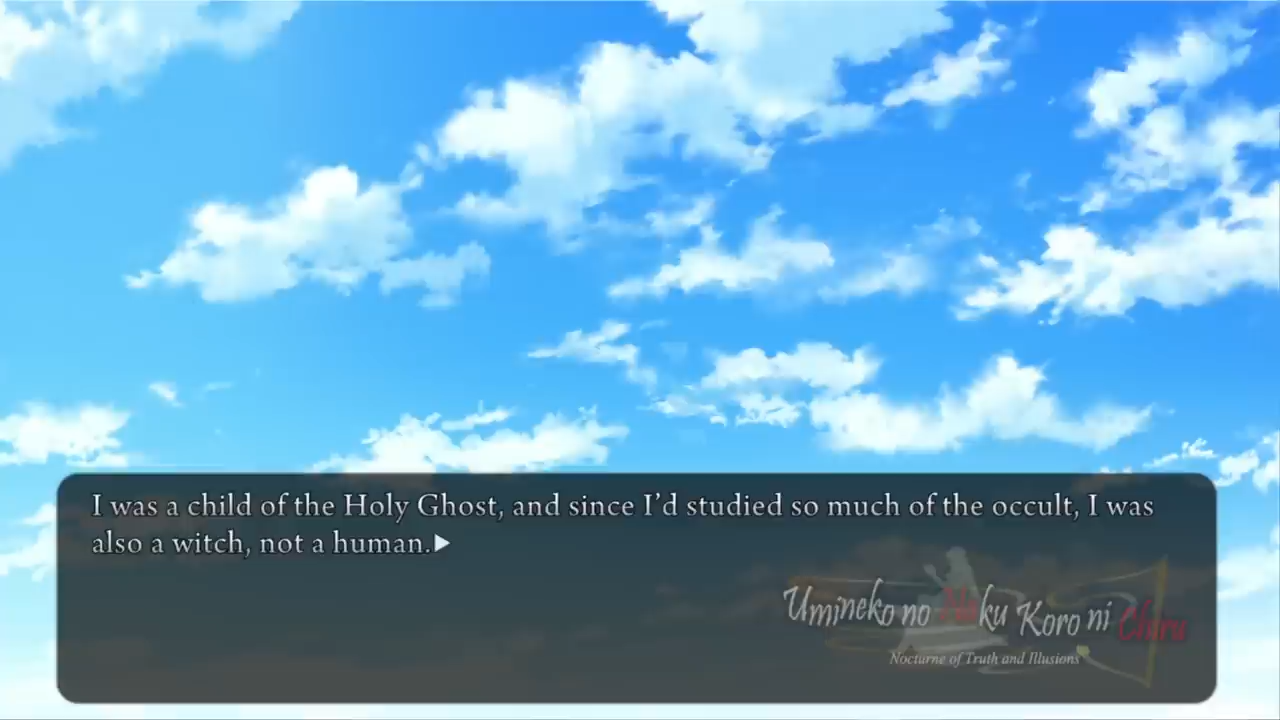 I was a child of the Holy Ghost, and since I'd studied so much of the occult, I was
also a witch, not a human.
Umineko no Naku Koro ni Chiru
Nocturne of Truth and Illusions